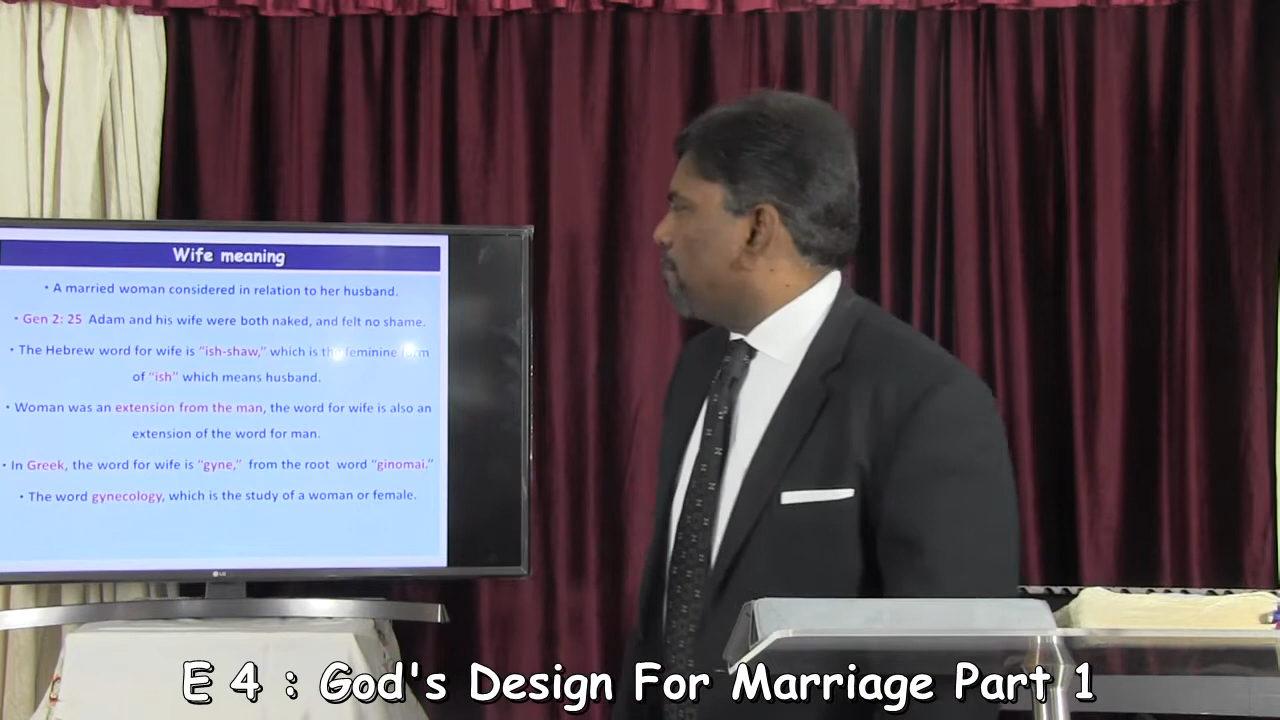 Wife meaning
• A married woman considered in relation to her husband.
• Gen 2: 25 Adam and his wife were both naked, and felt no shame.
• The Hebrew word for wife is “ish-shaw,” which is the feminine form
of “ish” which means husband.
• Woman was an extension from the man, the word for wife is also an
extension of the word for man.
• In Greek, the word for wife is “gyne,” from the root word “ginomai.”
• The word gynecology, which is the study of a woman or female.
LG
E 4 : God's Design For Marriage Part 1